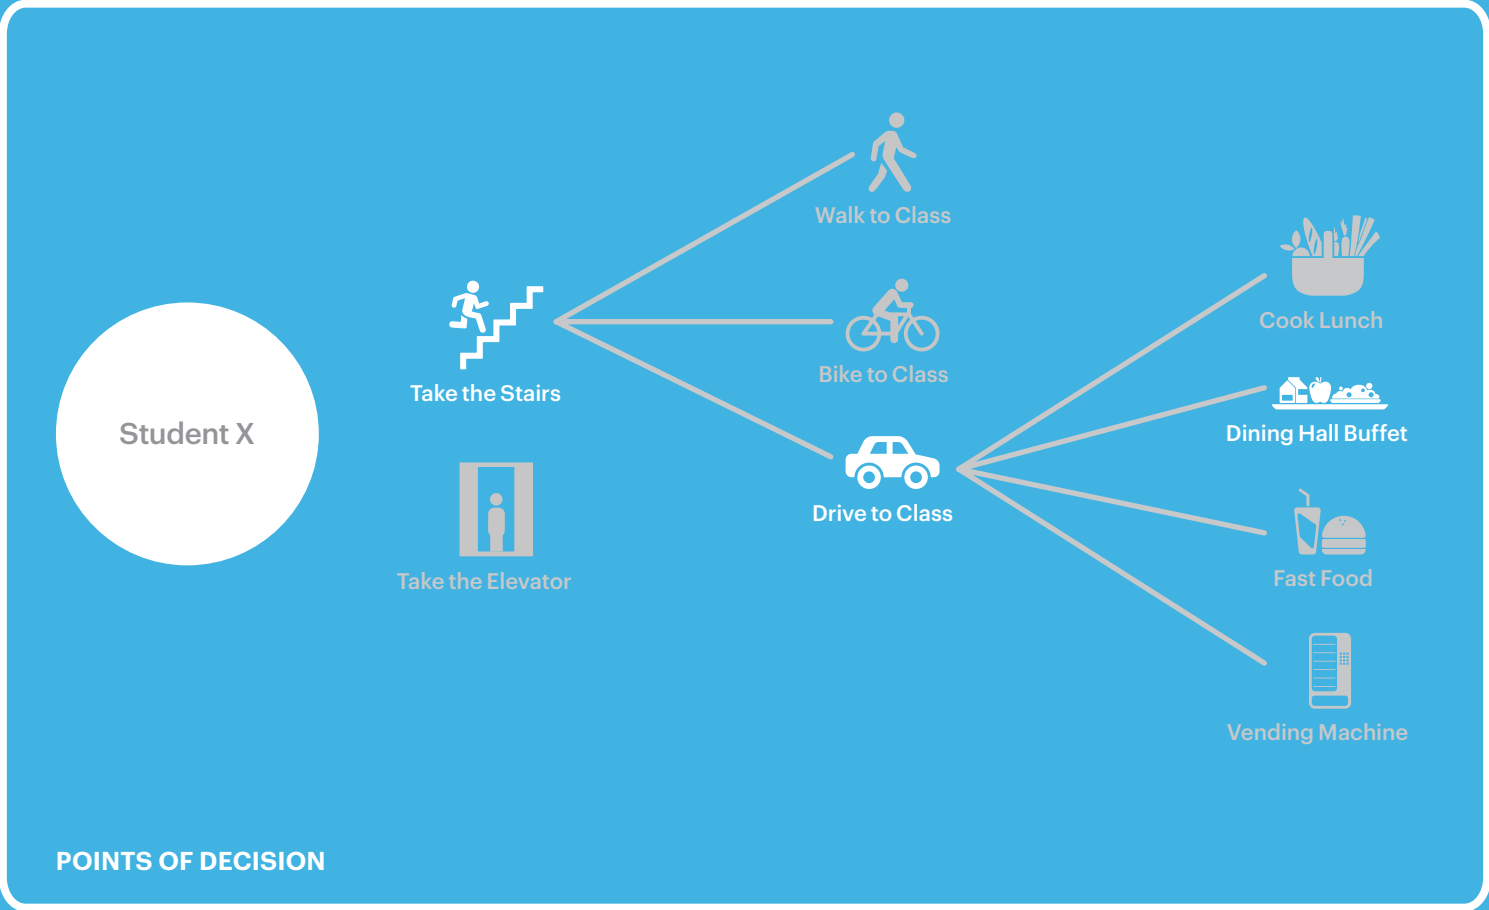 Student X
Take the Stairs
Take the Elevator
Walk to Class
Bike to Class
Drive to Class
Cook Lunch
Dining Hall Buffet
Fast Food
Vending Machine
POINTS OF DECISION